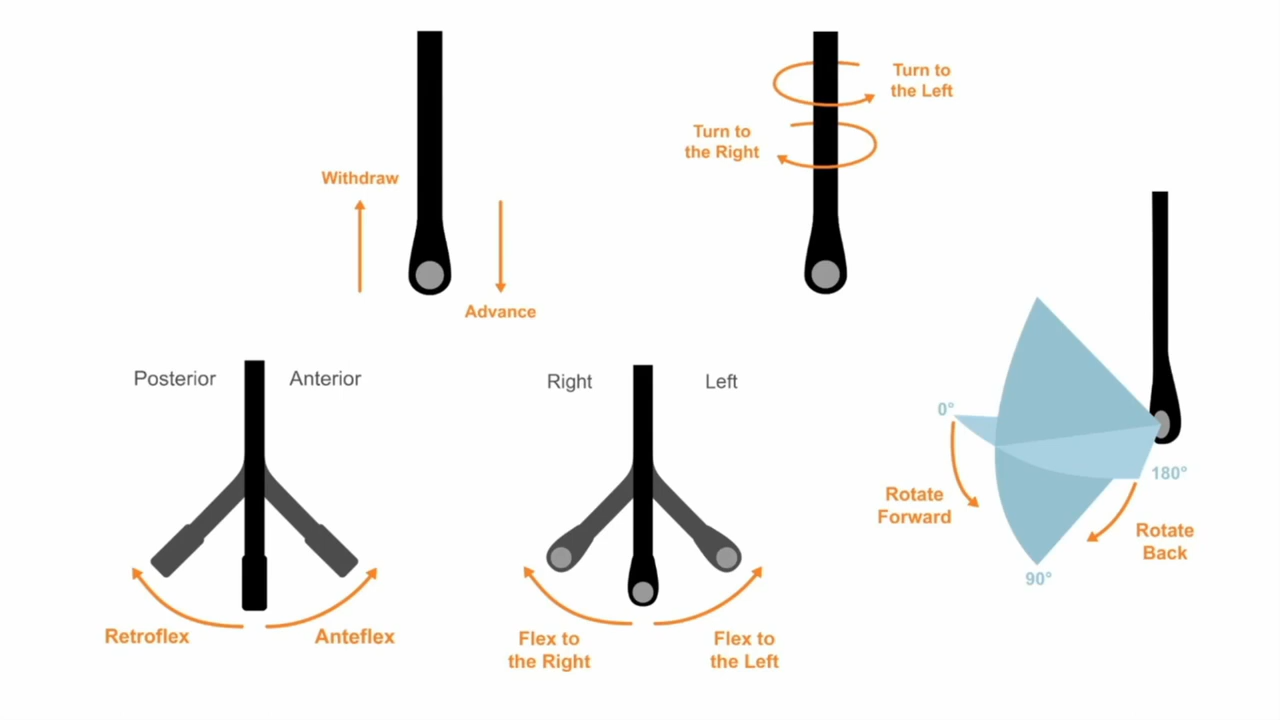 Withdraw
Advance
Turn to
the Left
Turn to
the Right
Posterior
Anterior
Retroflex
Anteflex
Right
Left
Flex to
the Right
Flex to
the Left
0°
180°
90°
Rotate
Forward
Rotate
Back